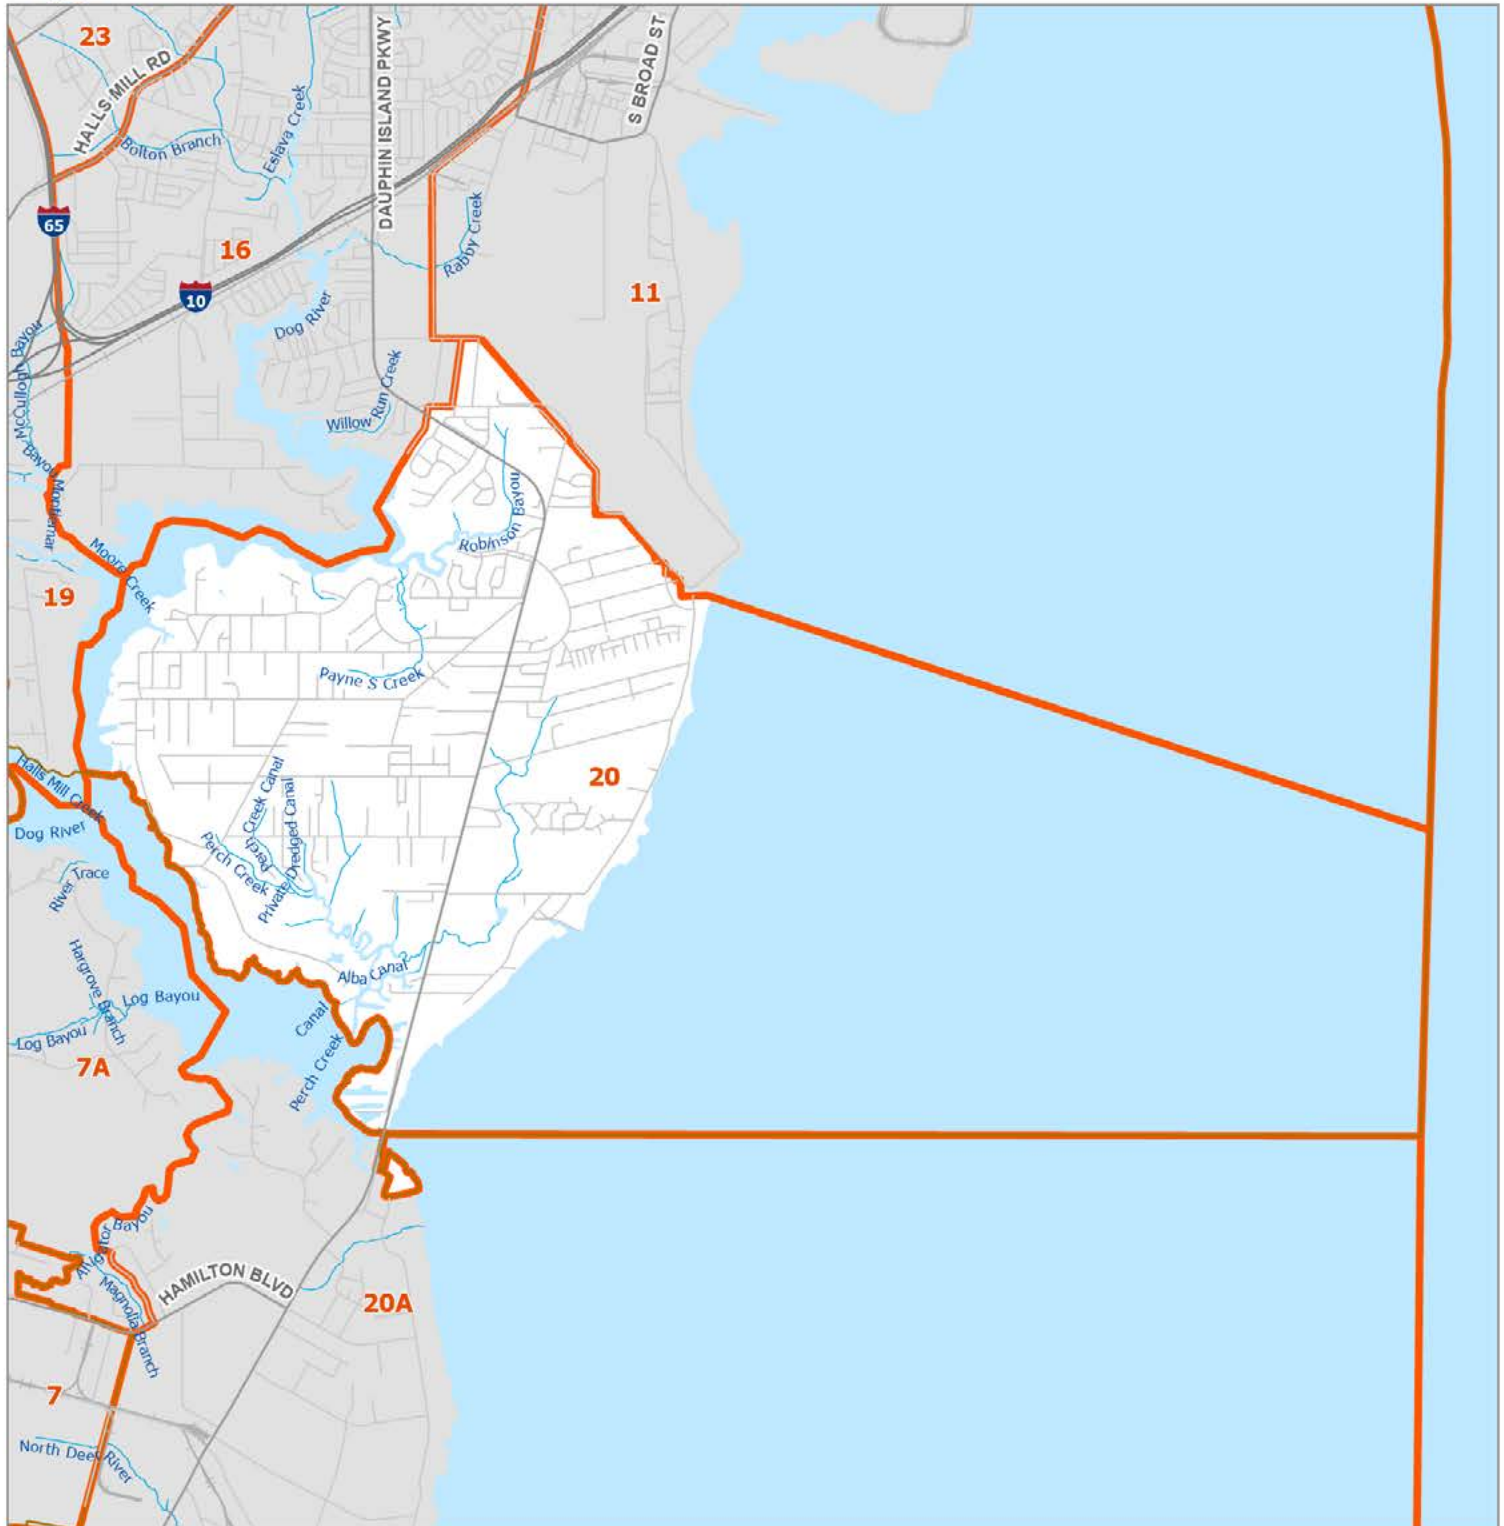 23
HALLS MILL RD
DAUPHIN ISLAND PKWY
S BROAD ST
Bolton Branch
Eslava Creek
65
16
10
Rabby Creek
11
Dog River
McCullogh Bayou
Willow Run Creek
Bayou Montlemar
Robinson Bayou
Moore Creek
19
Payne S Creek
Halls Mill Creek
20
Dog River
Perch Creek Canal
Private Dredged Canal
Perch Creek
River Trace
Hargrove Branch
Log Bayou
Alba Canal
Canal
Log Bayou
Perch Creek
7A
Alligator Bayou
Magnolia Branch
HAMILTON BLVD
20A
7
North Deer River